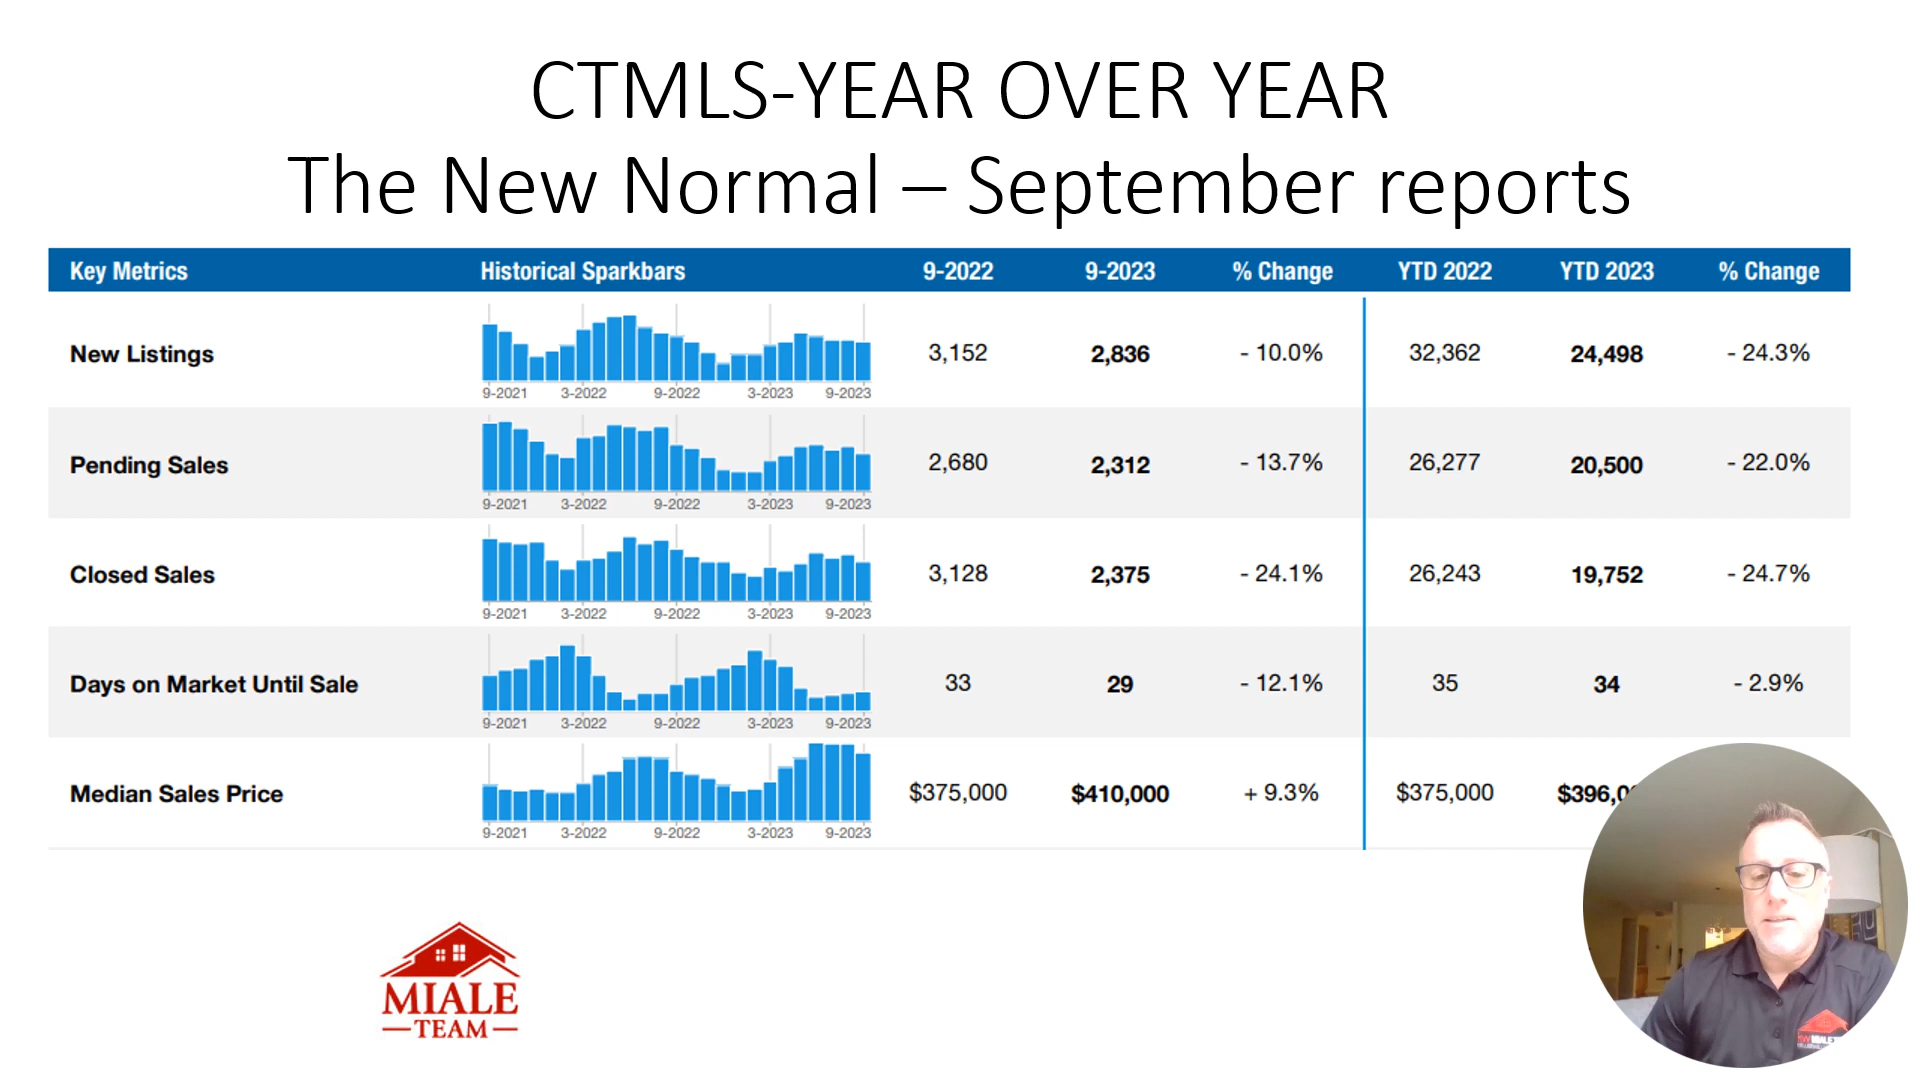 CTMLS-YEAR OVER YEAR
The New Normal – September reports
Key Metrics Historical Sparkbars 9-2022 9-2023 % Change YTD 2022 YTD 2023 % Change
New Listings 3,152 2,836 - 10.0% 32,362 24,498 - 24.3%
9-2021 3-2022 9-2022 3-2023 9-2023
Pending Sales 2,680 2,312 - 13.7% 26,277 20,500 - 22.0%
9-2021 3-2022 9-2022 3-2023 9-2023
Closed Sales 3,128 2,375 - 24.1% 26,243 19,752 - 24.7%
9-2021 3-2022 9-2022 3-2023 9-2023
Days on Market Until Sale 33 29 - 12.1% 35 34 - 2.9%
9-2021 3-2022 9-2022 3-2023 9-2023
Median Sales Price $375,000 $410,000 + 9.3% $375,000
9-2021 3-2022 9-2022 3-2023 9-2023
MIALE
TEAM